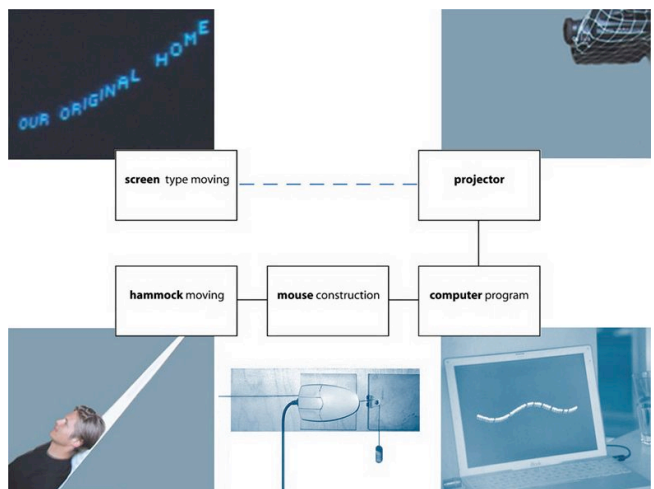 OUR ORIGINAL HOME
screen type moving
projector
hammock moving
mouse construction
computer program